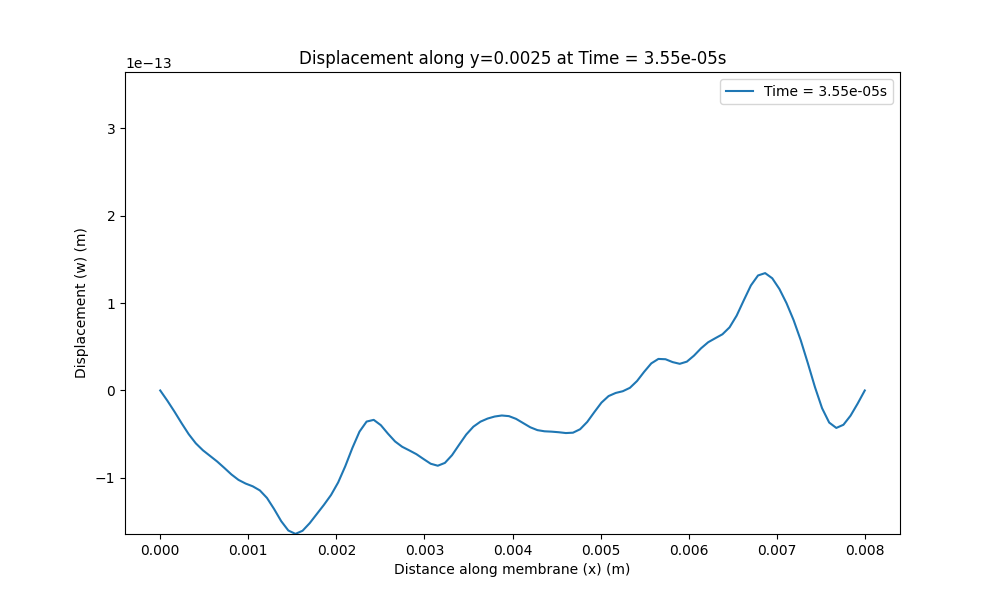 Displacement along y=0.0025 at Time = 3.55e-05s
1e−13
Time = 3.55e-05s
3
2
1
0
−1
Displacement (w) (m)
0.000 0.001 0.002 0.003 0.004 0.005 0.006 0.007 0.008
Distance along membrane (x) (m)